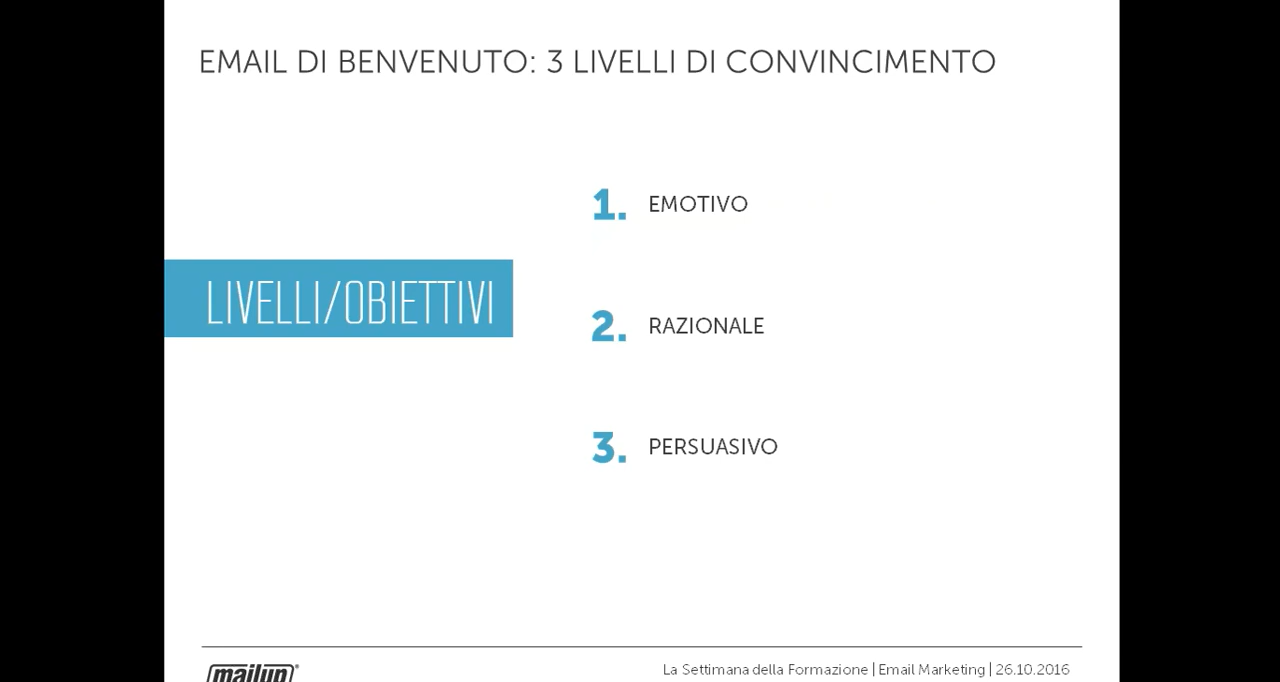 EMAIL DI BENVENUTO: 3 LIVELLI DI CONVINCIMENTO
LIVELLI/OBIETTIVI
1. EMOTIVO
2. RAZIONALE
3. PERSUASIVO
mailup®
La Settimana della Formazione | Email Marketing | 26.10.2016